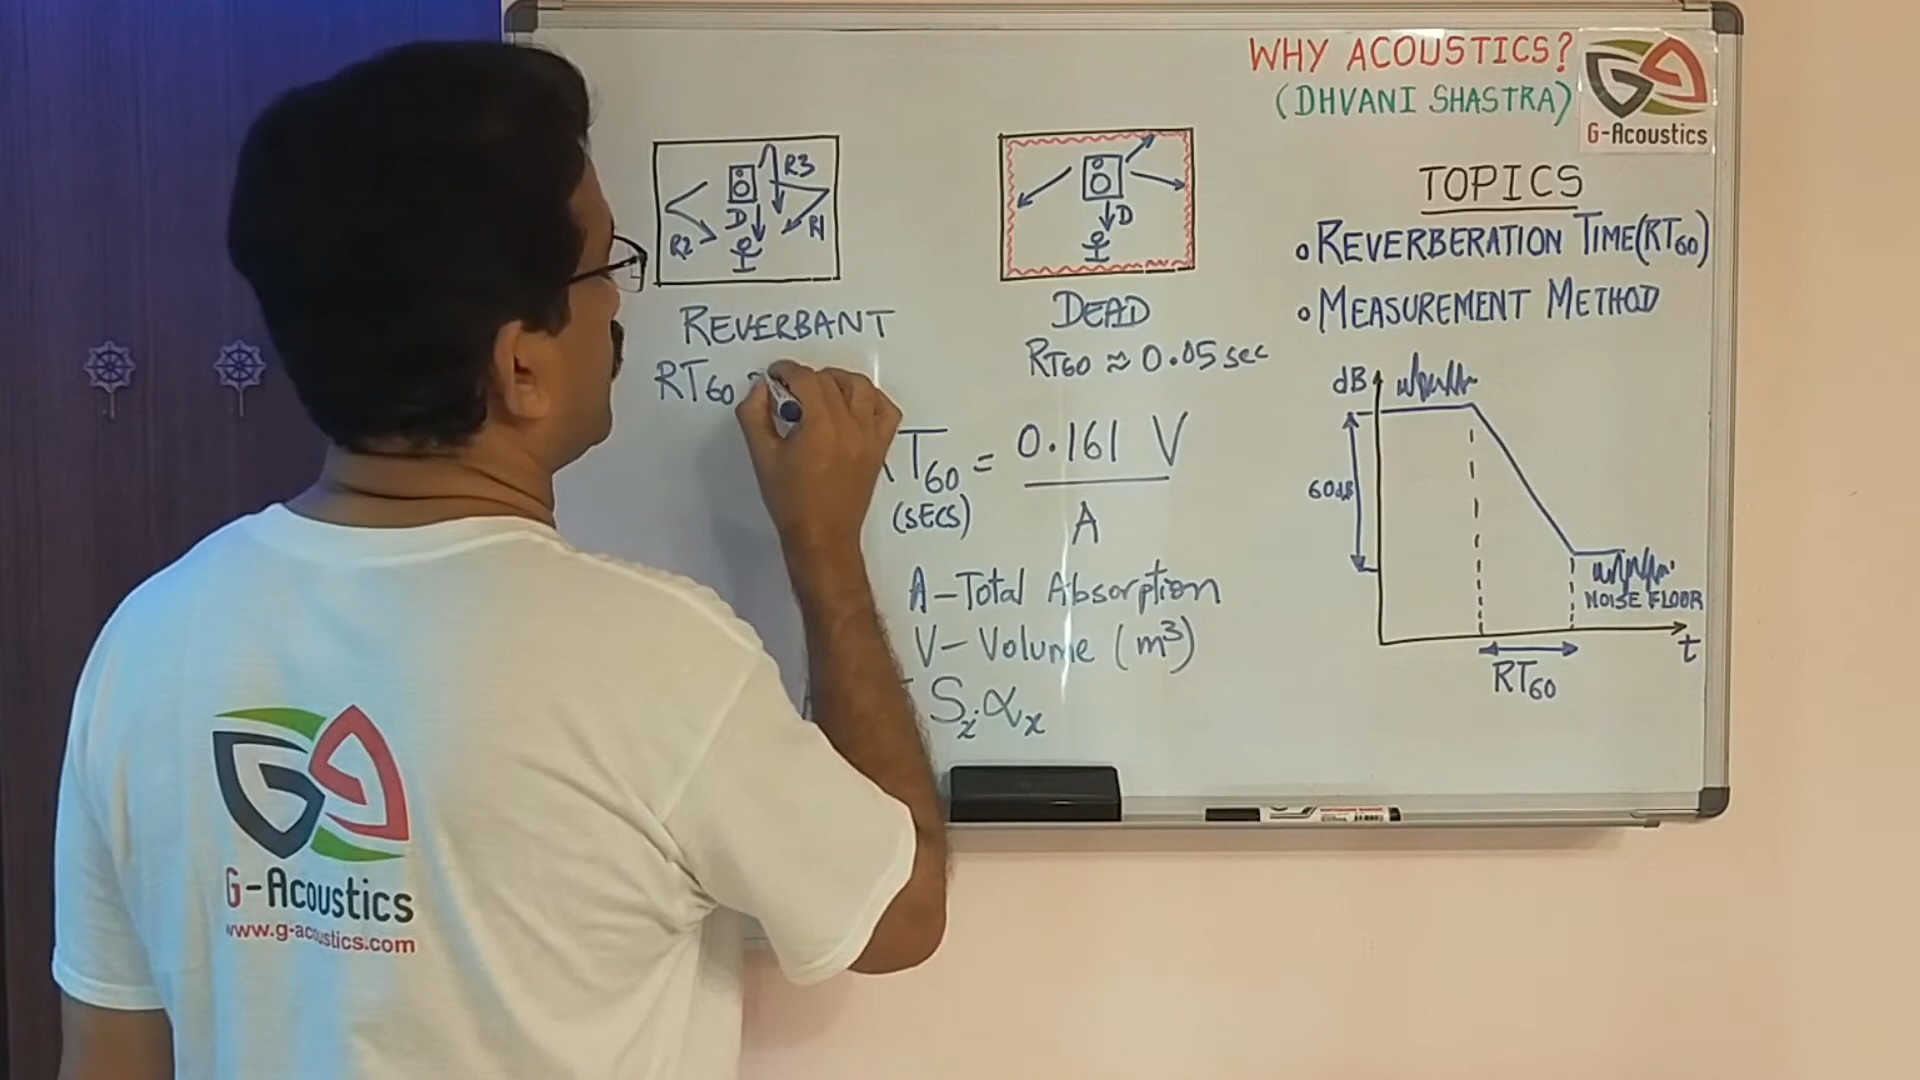 WHY ACOUSTICS?
(DHVANI SHASTRA)
G-Acoustics
TOPICS
• REVERBERATION TIME(RT60)
• MEASUREMENT METHOD
R3
D
R2
R1
REVERBANT
RT60
D
DEAD
RT60 ≈ 0.05 sec
T60 = 0.161 V
A
(SECS)
A – Total Absorption
V – Volume (m³)
Sx αx
dB
60dB
NOISE FLOOR
t
RT60
G-Acoustics
www.g-acoustics.com